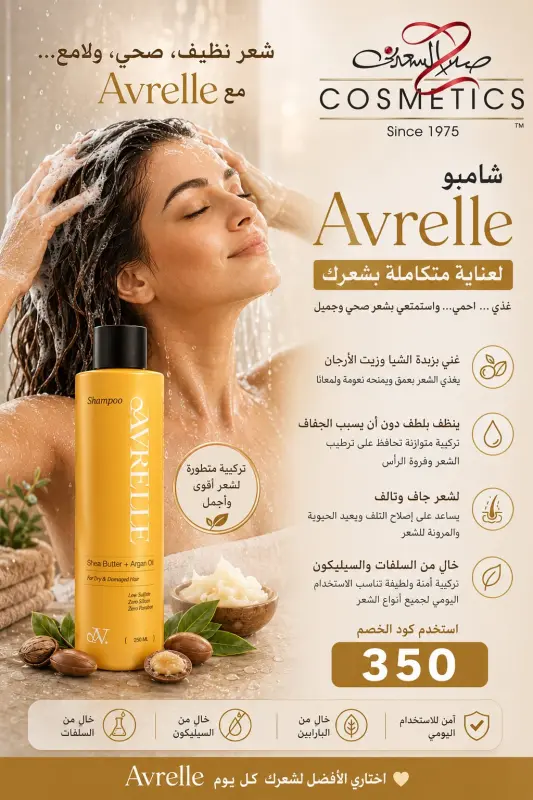 شعر نظيف، صحي، ولامع...
مع Avrelle
صلاح السعدني
COSMETICS
Since 1975
TM
شامبو
Avrelle
لعناية متكاملة بشعرك
غذي ... احمي... واستمتعي بشعر صحي وجميل
غني بزبدة الشيا وزيت الأرجان
يغذي الشعر بعمق ويمنحه نعومة ولمعانًا
ينظف بلطف دون أن يسبب الجفاف
تركيبة متوازنة تحافظ على ترطيب
الشعر وفروة الرأس
لشعر جاف وتالف
يساعد على إصلاح التلف ويعيد الحيوية
والمرونة للشعر
خالٍ من السلفات والسيليكون
تركيبة آمنة ولطيفة تناسب الاستخدام
اليومي لجميع أنواع الشعر
استخدم كود الخصم
350
تركيبة متطورة
لشعر أقوى
وأجمل
Shampoo
AVRELLE
Shea Butter + Argan Oil
For Dry & Damaged Hair
Low Sulfate
Zero Silicon
Zero Paraben
AV.
250 ML
آمن للاستخدام
اليومي
خالٍ من
البارابين
خالٍ من
السيليكون
خالٍ من
السلفات
اختاري الأفضل لشعرك كل يوم Avrelle